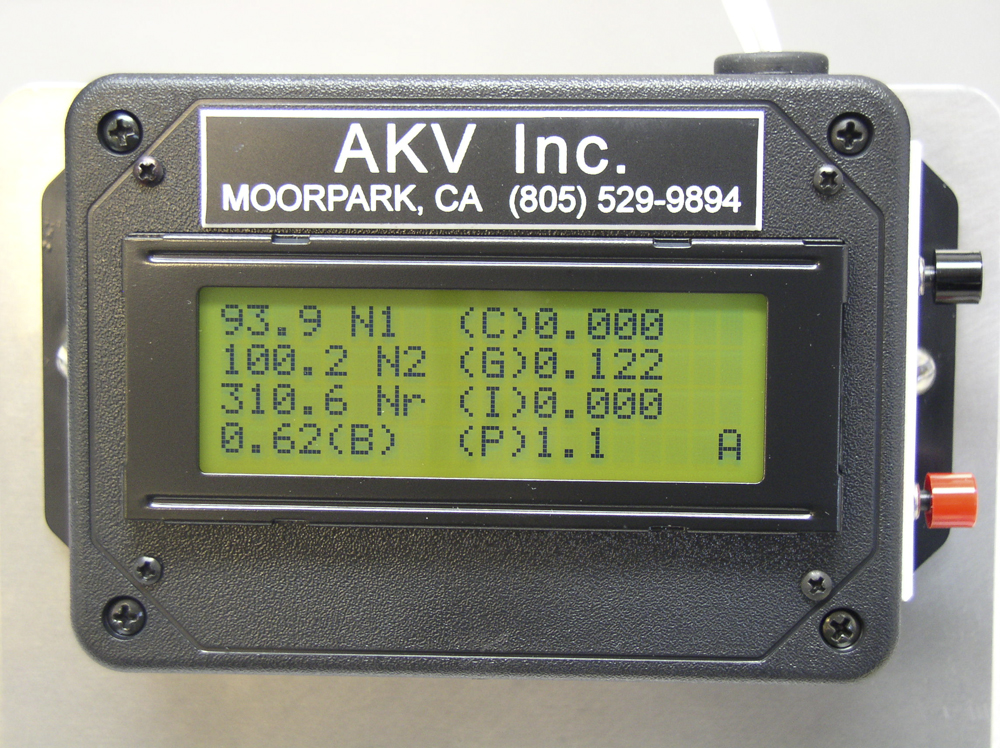 AKV Inc.
MOORPARK, CA (805) 529-9894
93.9 N1 (C)0.000
100.2 N2 (G)0.122
310.6 Nr (I)0.000
0.62(B) (P)1.1 A